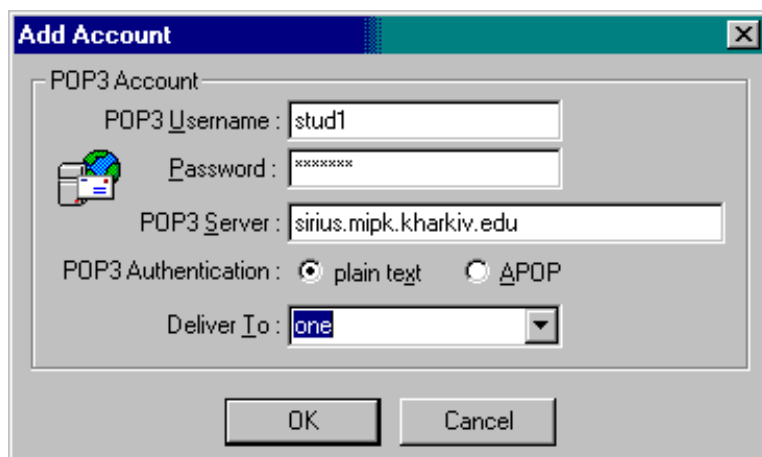 Add Account
POP3 Account
POP3 Username : stud1
Password : *******
POP3 Server : sirius.mipk.kharkiv.edu
POP3 Authentication : plain text APOP
Deliver To : one
OK Cancel